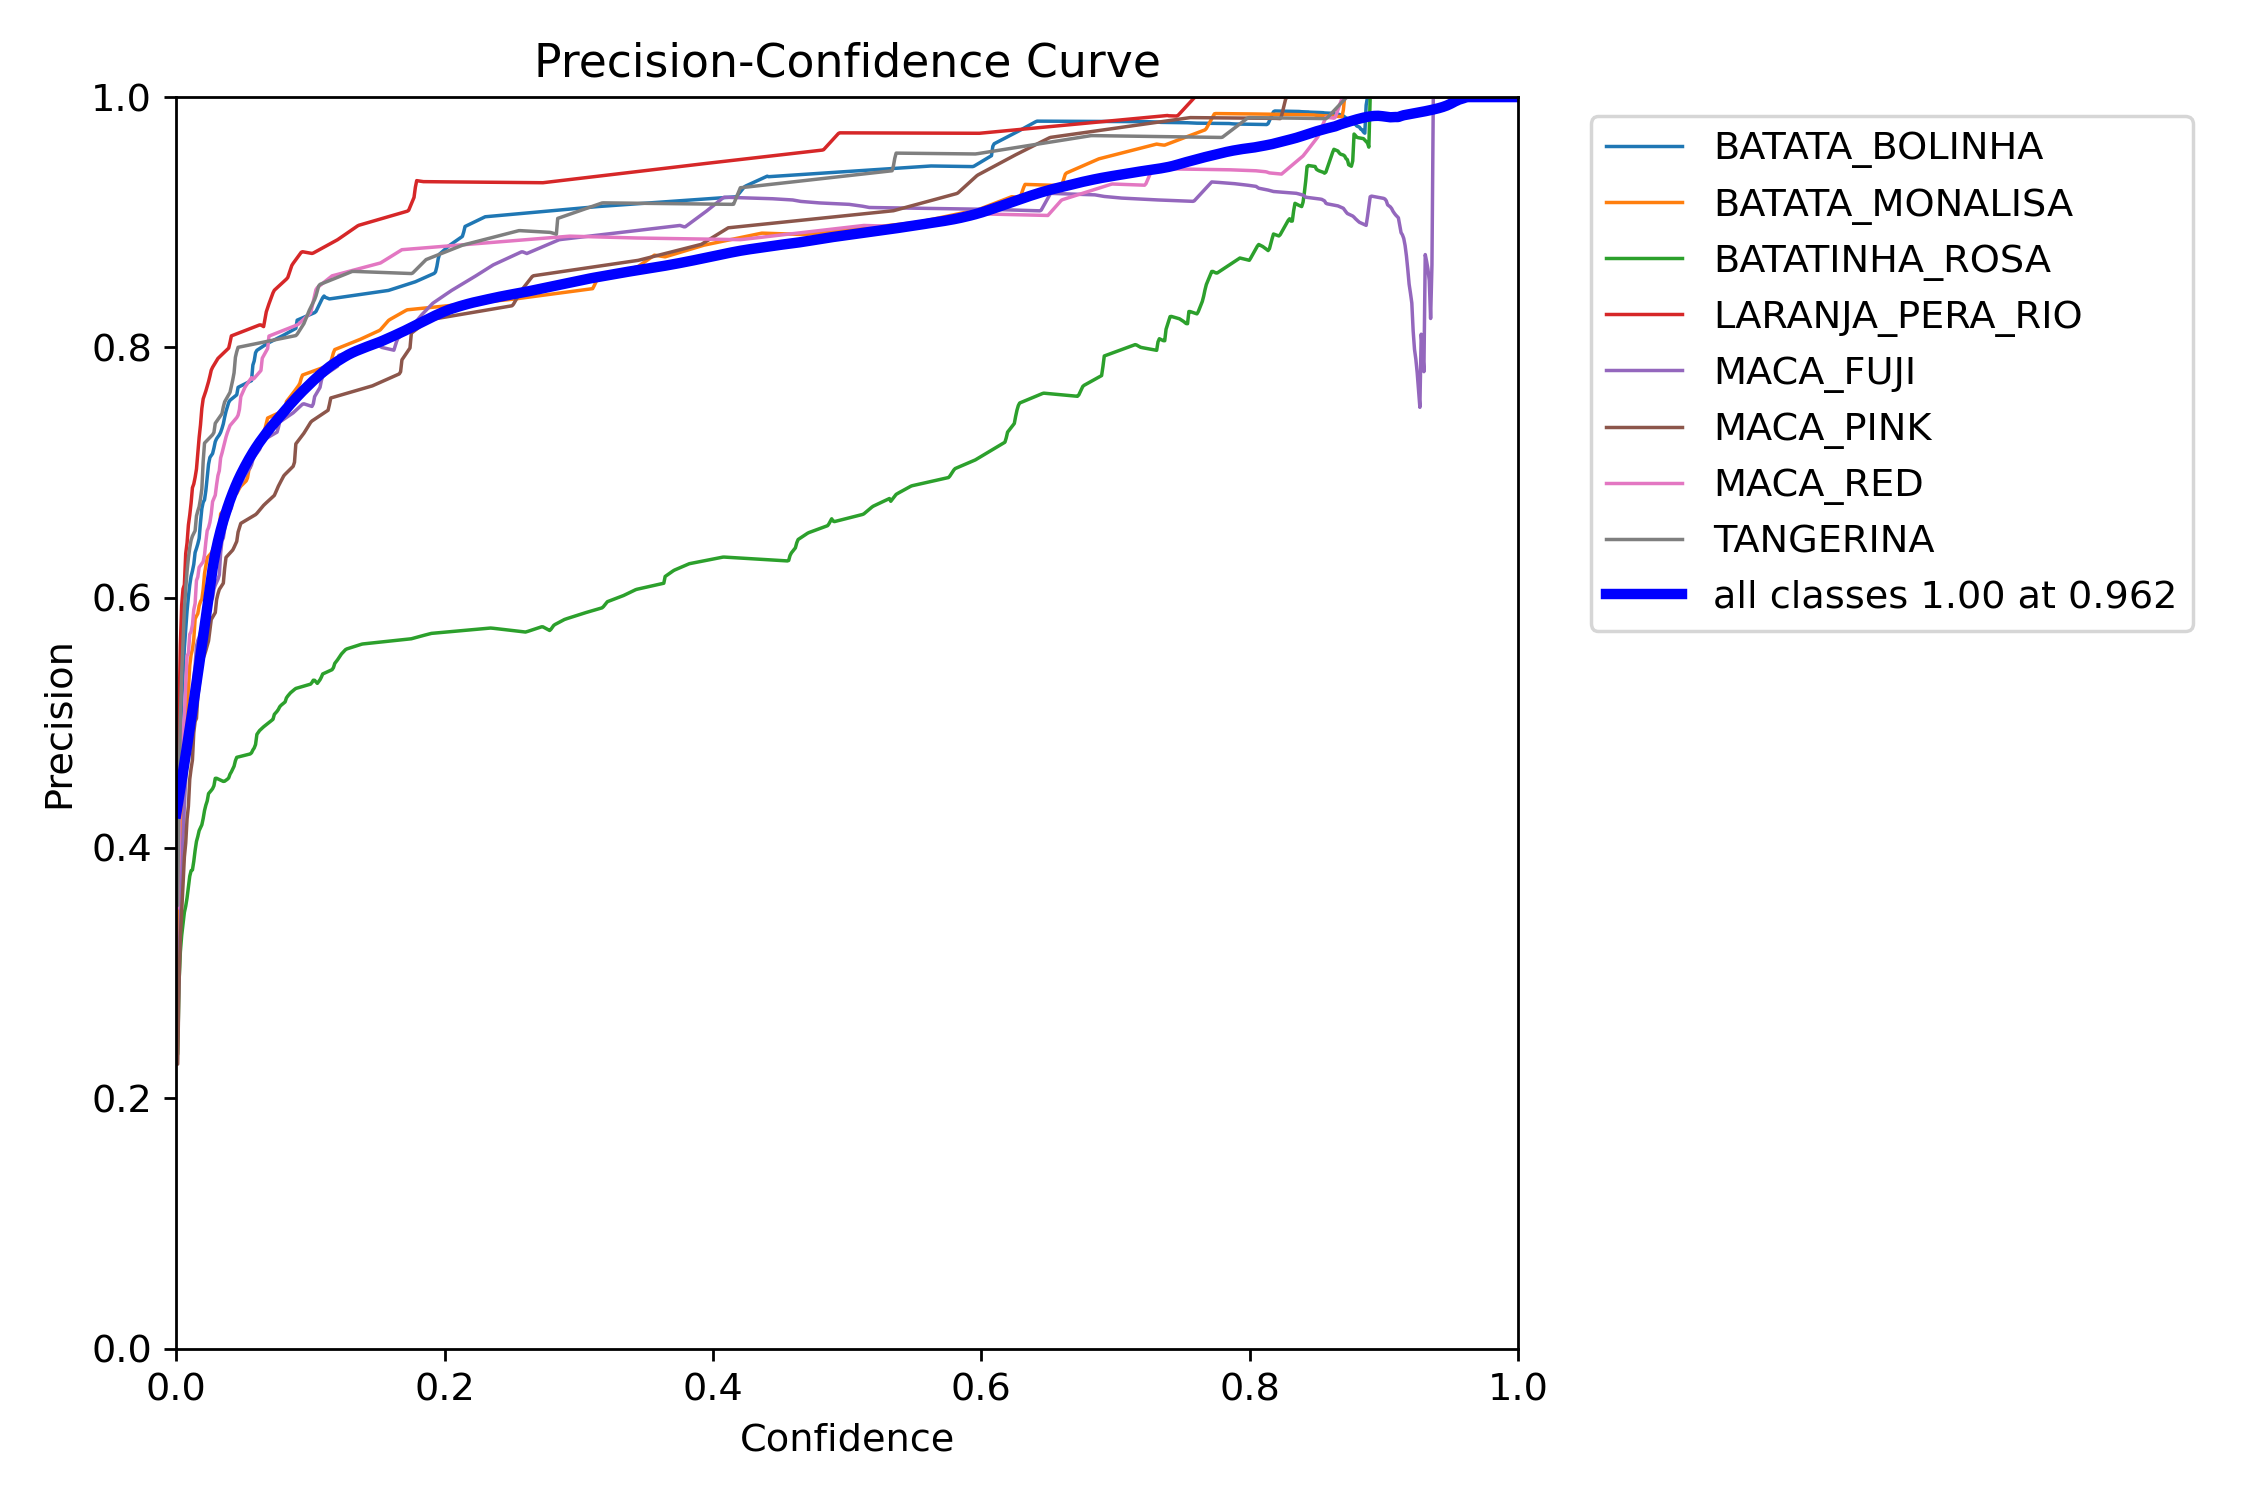 Precision-Confidence Curve
1.0
0.8
0.6
0.4
0.2
0.0
Precision
0.0 0.2 0.4 0.6 0.8 1.0
Confidence
BATATA_BOLINHA
BATATA_MONALISA
BATATINHA_ROSA
LARANJA_PERA_RIO
MACA_FUJI
MACA_PINK
MACA_RED
TANGERINA
all classes 1.00 at 0.962